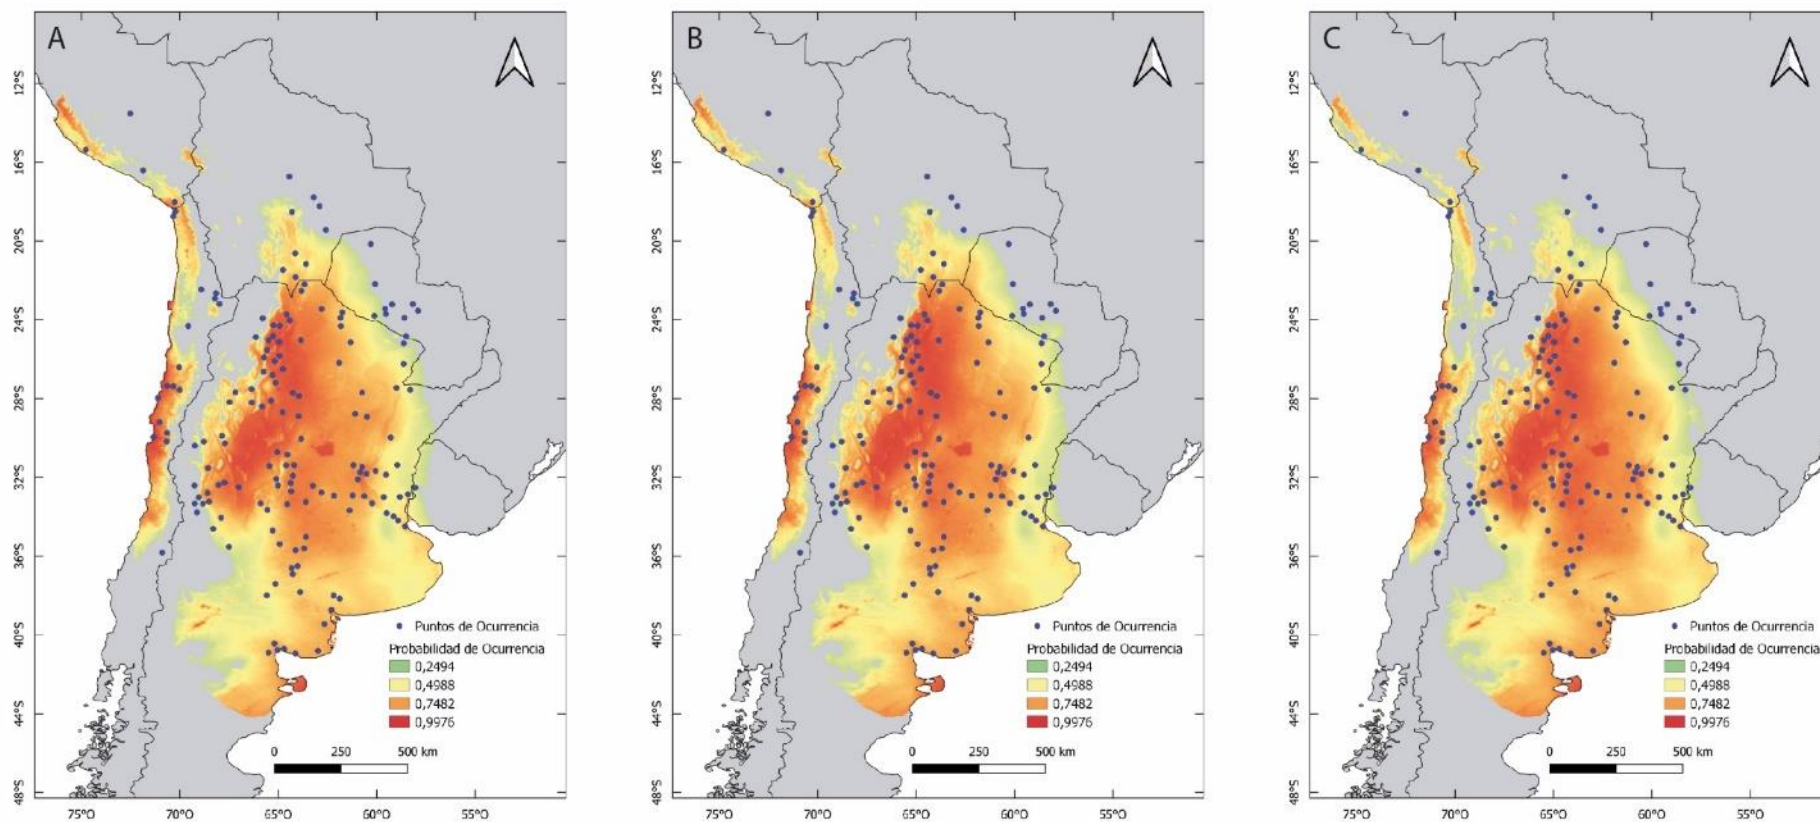 A
12°S
16°S
20°S
24°S
28°S
32°S
36°S
40°S
44°S
48°S
75°O
70°O
65°O
60°O
55°O
Puntos de Ocurrencia
Probabilidad de Ocurrencia
0,2494
0,4988
0,7482
0,9976
0 250 500 km
B
12°S
16°S
20°S
24°S
28°S
32°S
36°S
40°S
44°S
48°S
75°O
70°O
65°O
60°O
55°O
Puntos de Ocurrencia
Probabilidad de Ocurrencia
0,2494
0,4988
0,7482
0,9976
0 250 500 km
C
12°S
16°S
20°S
24°S
28°S
32°S
36°S
40°S
44°S
48°S
75°O
70°O
65°O
60°O
55°O
Puntos de Ocurrencia
Probabilidad de Ocurrencia
0,2494
0,4988
0,7482
0,9976
0 250 500 km